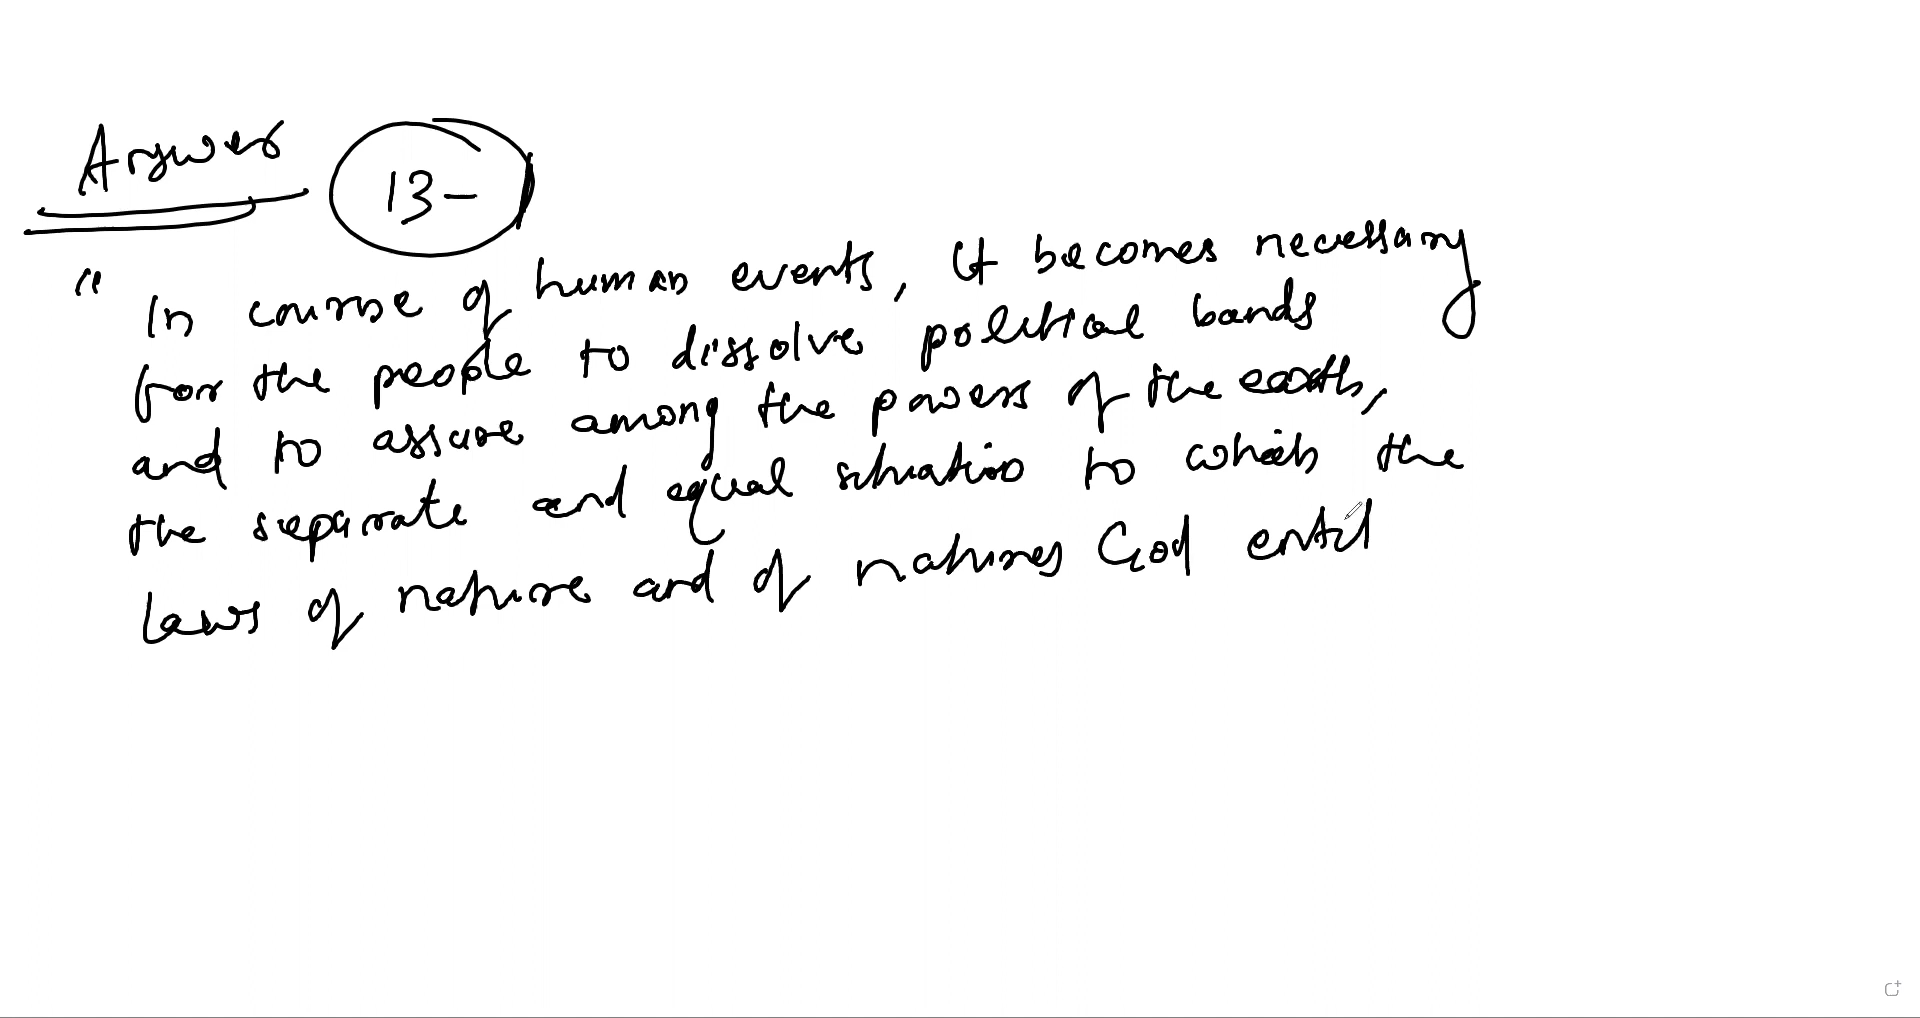 Answer 13-
" In course of human events, it becomes necessary
for the people to dissolve political bands
and to assure among the powers of the earth,
the separate and equal situation to which the
laws of nature and of natures God entitl